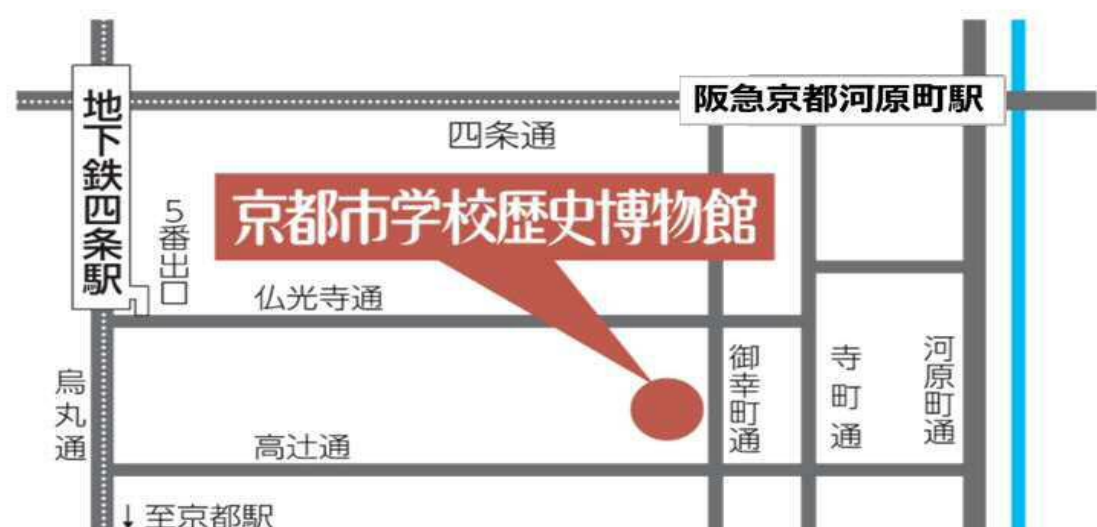 地下鉄四条駅
阪急京都河原町駅
四条通
京都市学校歴史博物館
5番出口
仏光寺通
御幸町通
寺町通
河原町通
烏丸通
高辻通
↓至京都駅